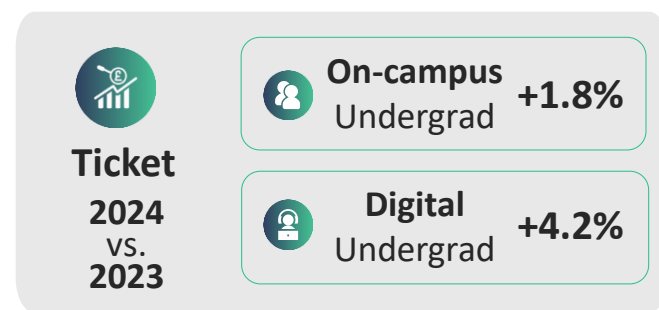 £
Ticket
2024
vs.
2023
On-campus
Undergrad
+1.8%
Digital
Undergrad
+4.2%